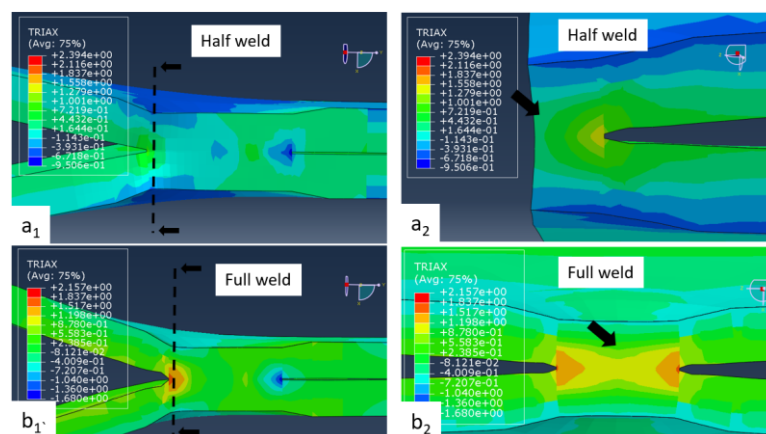 TRIAX
(Avg: 75%)
+2.394e+00
+2.116e+00
+1.837e+00
+1.558e+00
+1.279e+00
+1.001e+00
+7.219e-01
+4.432e-01
+1.644e-01
-1.143e-01
-3.931e-01
-6.718e-01
-9.506e-01
Half weld
a1
TRIAX
(Avg: 75%)
+2.394e+00
+2.116e+00
+1.837e+00
+1.558e+00
+1.279e+00
+1.001e+00
+7.219e-01
+4.432e-01
+1.644e-01
-1.143e-01
-3.931e-01
-6.718e-01
-9.506e-01
Half weld
a2
TRIAX
(Avg: 75%)
+2.157e+00
+1.837e+00
+1.517e+00
+1.198e+00
+8.780e-01
+5.583e-01
+2.385e-01
-8.121e-02
-4.009e-01
-7.207e-01
-1.040e+00
-1.360e+00
-1.680e+00
Full weld
b1`
TRIAX
(Avg: 75%)
+2.157e+00
+1.837e+00
+1.517e+00
+1.198e+00
+8.780e-01
+5.583e-01
+2.385e-01
-8.121e-02
-4.009e-01
-7.207e-01
-1.040e+00
-1.360e+00
-1.680e+00
Full weld
b2